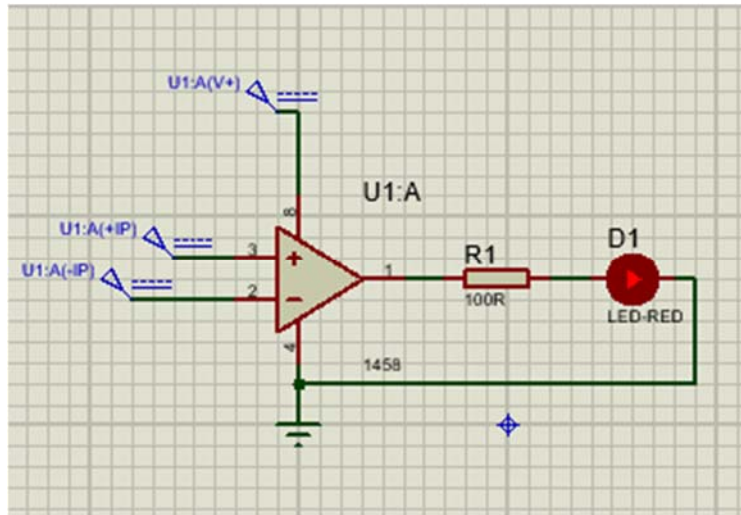 U1:A(V+)
U1:A
8
U1:A(+IP)
3
U1:A(-IP)
2
1
R1
100R
D1
LED-RED
4
1458